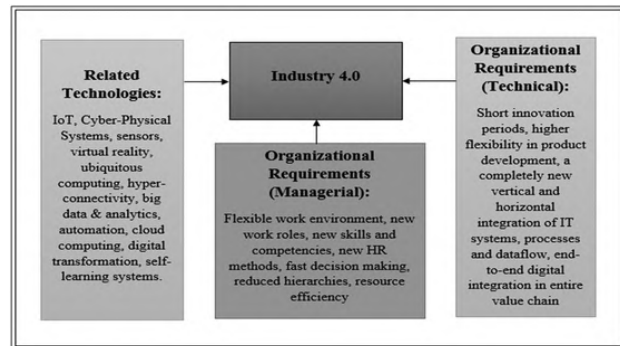 Related
Technologies:
IoT, Cyber-Physical
Systems, sensors,
virtual reality,
ubiquitous computing,
hyper-
connectivity, big
data & analytics,
automation, cloud
computing, digital
transformation, self-
learning systems.
Industry 4.0
Organizational
Requirements
(Managerial):
Flexible work environment, new
work roles, new skills and
competencies, new HR
methods, fast decision making,
reduced hierarchies, resource
efficiency
Organizational
Requirements
(Technical):
Short innovation
periods, higher
flexibility in product
development, a
completely new
vertical and
horizontal
integration of IT
systems, processes
and dataflow, end-
to-end digital
integration in entire
value chain